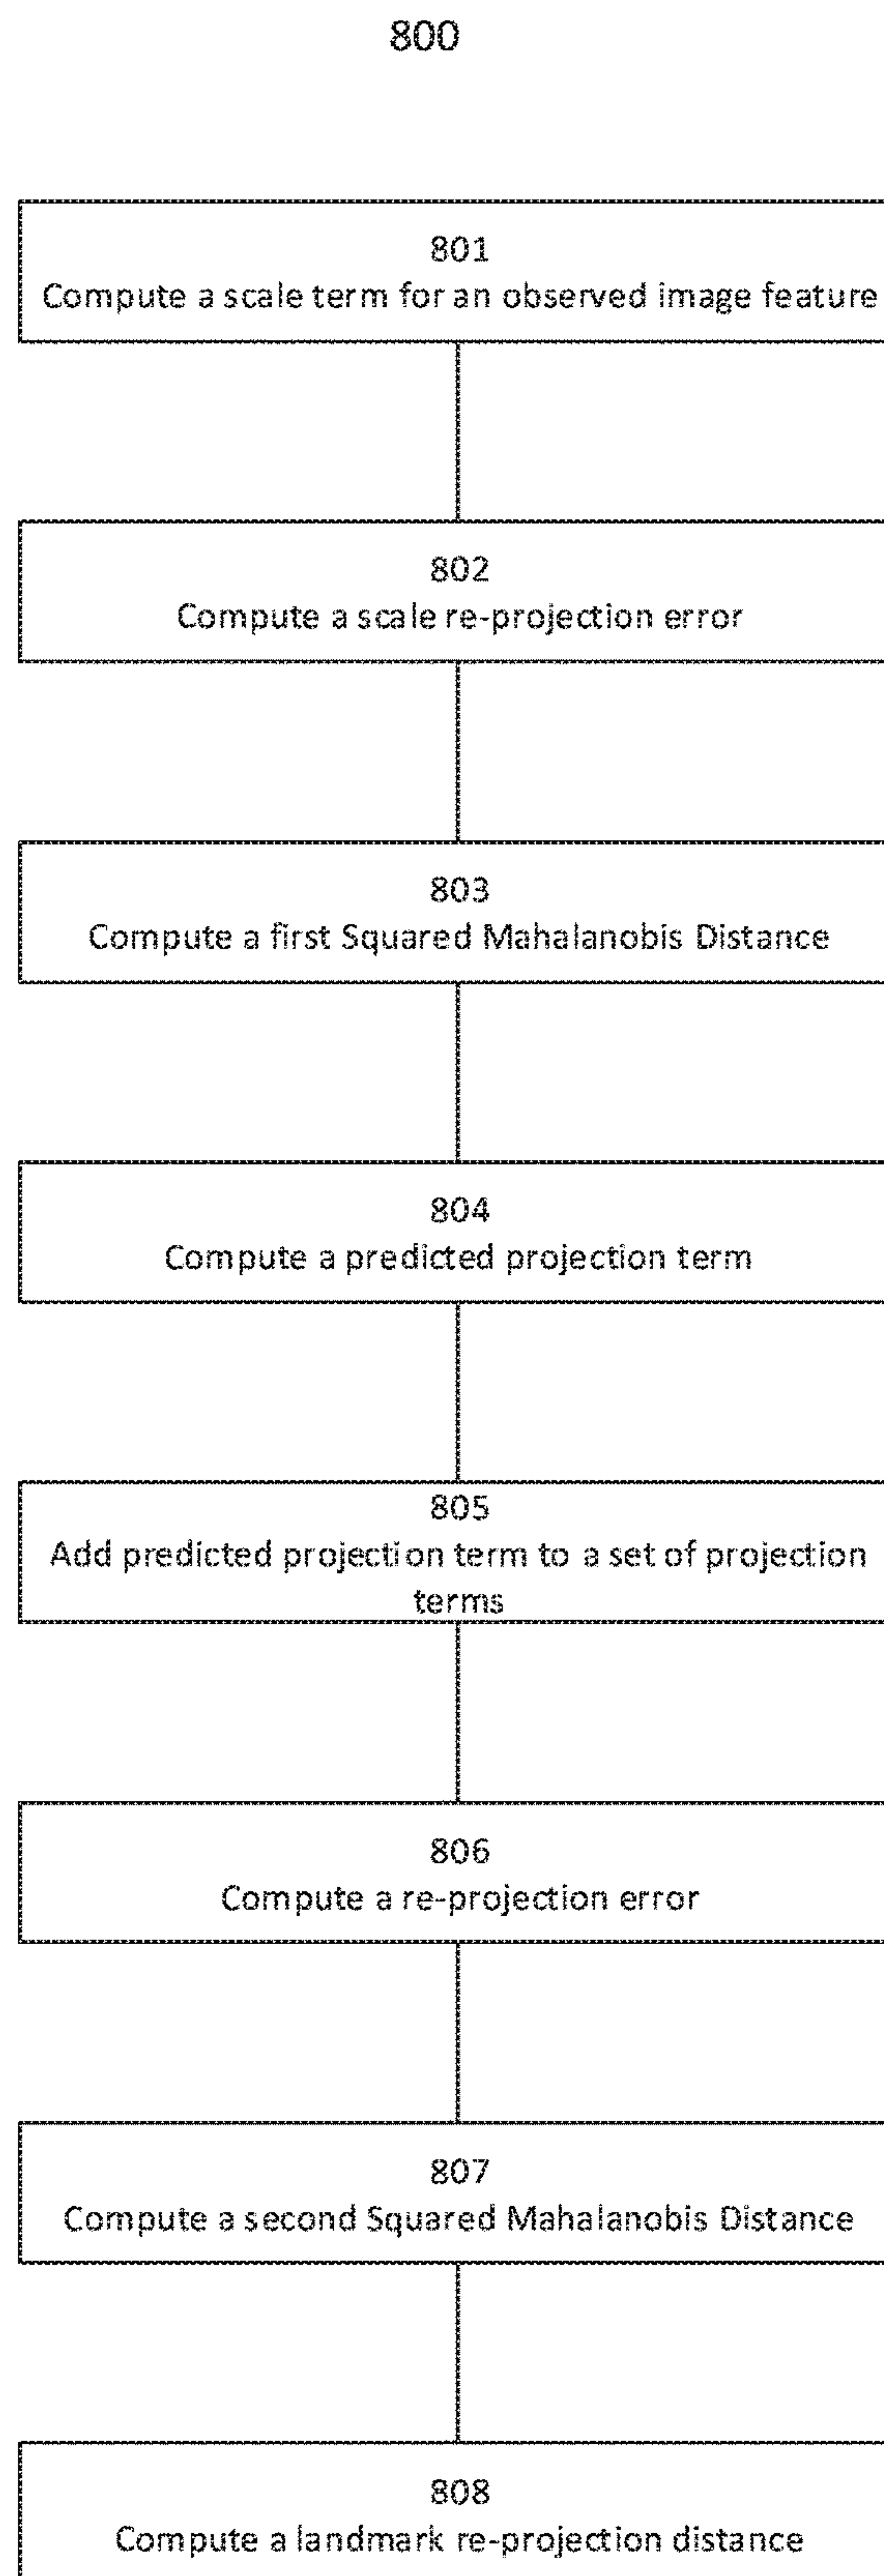 800
801
Compute a scale term for an observed image feature
802
Compute a scale re-projection error
803
Compute a first Squared Mahalanobis Distance
804
Compute a predicted projection term
805
Add predicted projection term to a set of projection
terms
806
Compute a re-projection error
807
Compute a second Squared Mahalanobis Distance
808
Compute a landmark re-projection distance